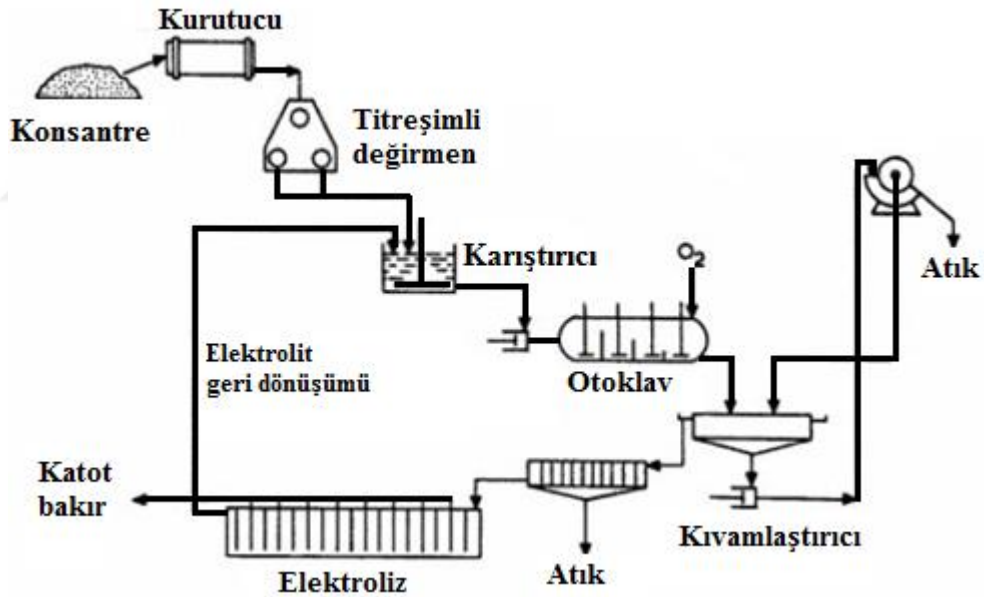 Kurutucu
Konsantre
Titreşimli
değirmen
Karıştırıcı
O2
Atık
Elektrolit
geri dönüşümü
Otoklav
Katot
bakır
Kıvamlaştırıcı
Elektroliz
Atık